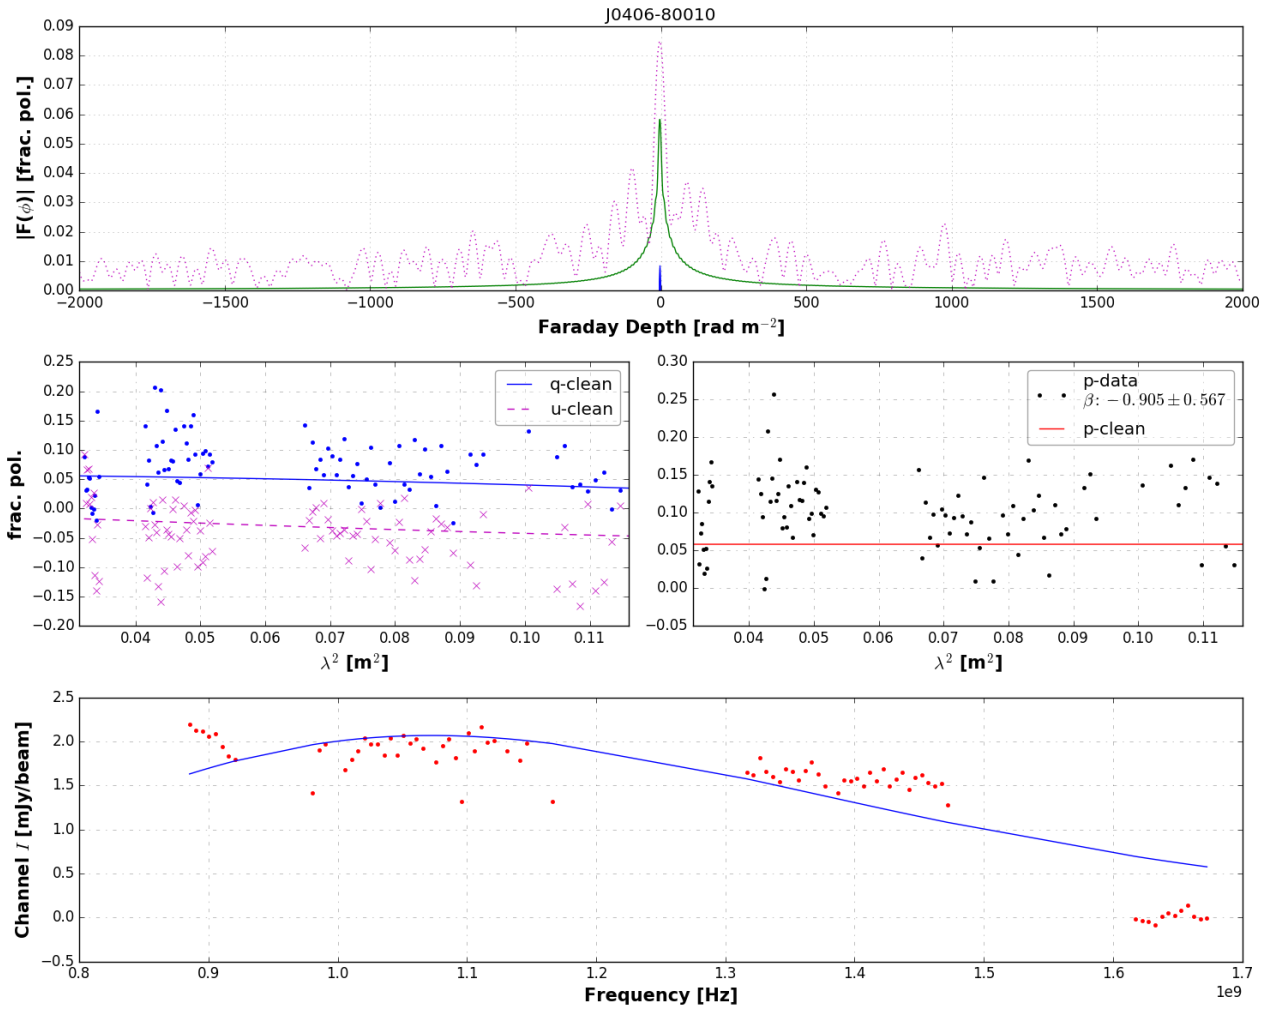 J0406-80010
|F(ϕ)| [frac. pol.]
0.09
0.08
0.07
0.06
0.05
0.04
0.03
0.02
0.01
0.00
−2000 −1500 −1000 −500 0 500 1000 1500 2000
Faraday Depth [rad m⁻²]
frac. pol.
0.25
0.20
0.15
0.10
0.05
0.00
−0.05
−0.10
−0.15
−0.20
q-clean
u-clean
0.04 0.05 0.06 0.07 0.08 0.09 0.10 0.11
λ² [m²]
0.30
0.25
0.20
0.15
0.10
0.05
0.00
−0.05
p-data
β: −0.905 ± 0.567
p-clean
0.04 0.05 0.06 0.07 0.08 0.09 0.10 0.11
λ² [m²]
Channel I [mJy/beam]
2.5
2.0
1.5
1.0
0.5
0.0
−0.5
0.8 0.9 1.0 1.1 1.2 1.3 1.4 1.5 1.6 1.7
1e9
Frequency [Hz]